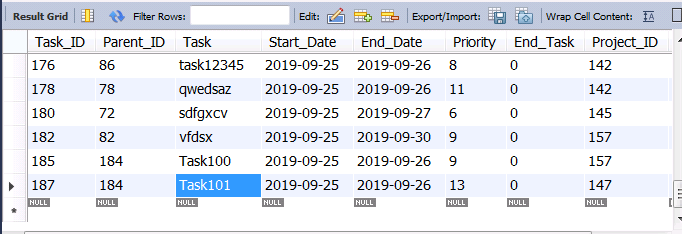 Result Grid Filter Rows: Edit: Export/Import: Wrap Cell Content: IA
Task_ID Parent_ID Task Start_Date End_Date Priority End_Task Project_ID
176 86 task12345 2019-09-25 2019-09-26 8 0 142
178 78 qwedsaz 2019-09-25 2019-09-26 11 0 142
180 72 sdfgxcv 2019-09-25 2019-09-27 6 0 145
182 82 vfdsx 2019-09-25 2019-09-30 9 0 157
185 184 Task100 2019-09-25 2019-09-26 9 0 157
187 184 Task101 2019-09-25 2019-09-26 13 0 147
NULL NULL NULL NULL NULL NULL NULL NULL